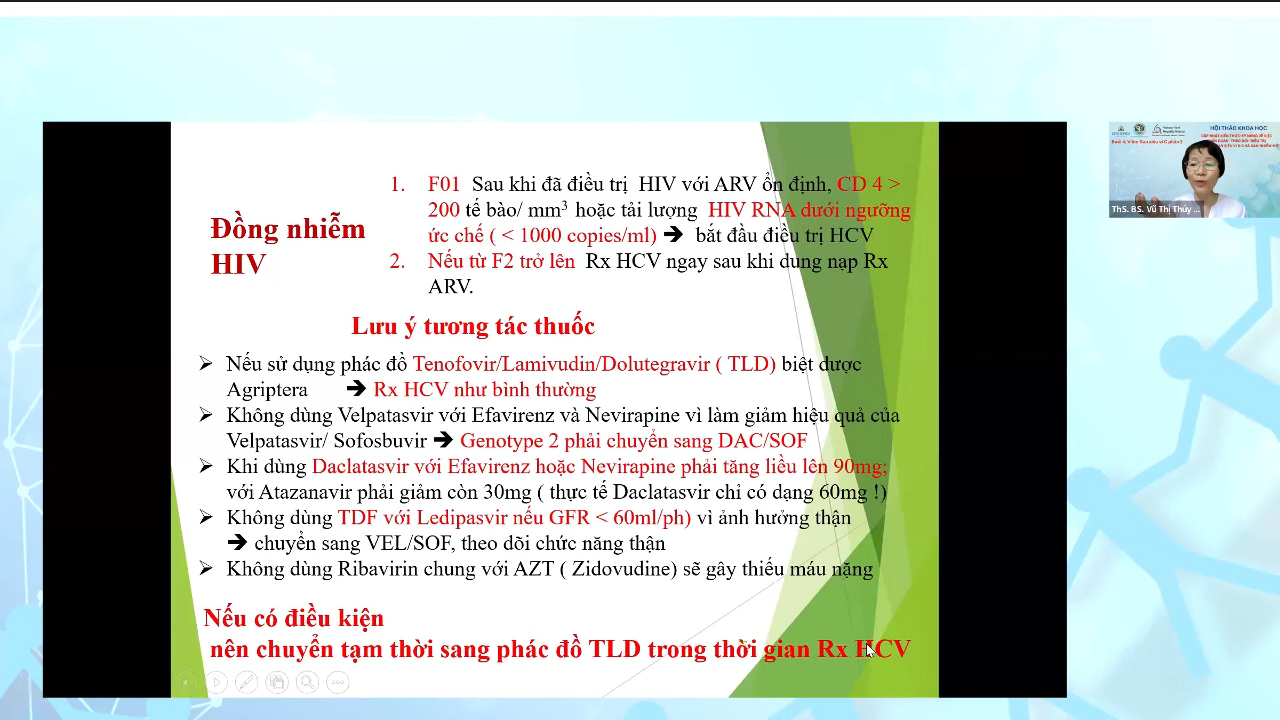 HỘI THẢO KHOA HỌC
ThS. BS. Vũ Thị Thúy ...
1. F01 Sau khi đã điều trị HIV với ARV ổn định, CD 4 >
200 tế bào/ mm³ hoặc tải lượng HIV RNA dưới ngưỡng
ức chế ( < 1000 copies/ml) 🡺 bắt đầu điều trị HCV
2. Nếu từ F2 trở lên Rx HCV ngay sau khi dung nạp Rx
ARV.
Đồng nhiễm
HIV
Lưu ý tương tác thuốc
➢ Nếu sử dụng phác đồ Tenofovir/Lamivudin/Dolutegravir ( TLD) biệt dược
Agriptera 🡺 Rx HCV như bình thường
➢ Không dùng Velpatasvir với Efavirenz và Nevirapine vì làm giảm hiệu quả của
Velpatasvir/ Sofosbuvir 🡺 Genotype 2 phải chuyển sang DAC/SOF
➢ Khi dùng Daclatasvir với Efavirenz hoặc Nevirapine phải tăng liều lên 90mg;
với Atazanavir phải giảm còn 30mg ( thực tế Daclatasvir chỉ có dạng 60mg !)
➢ Không dùng TDF với Ledipasvir nếu GFR < 60ml/ph) vì ảnh hưởng thận
🡺 chuyển sang VEL/SOF, theo dõi chức năng thận
➢ Không dùng Ribavirin chung với AZT ( Zidovudine) sẽ gây thiếu máu nặng
Nếu có điều kiện
nên chuyển tạm thời sang phác đồ TLD trong thời gian Rx HCV